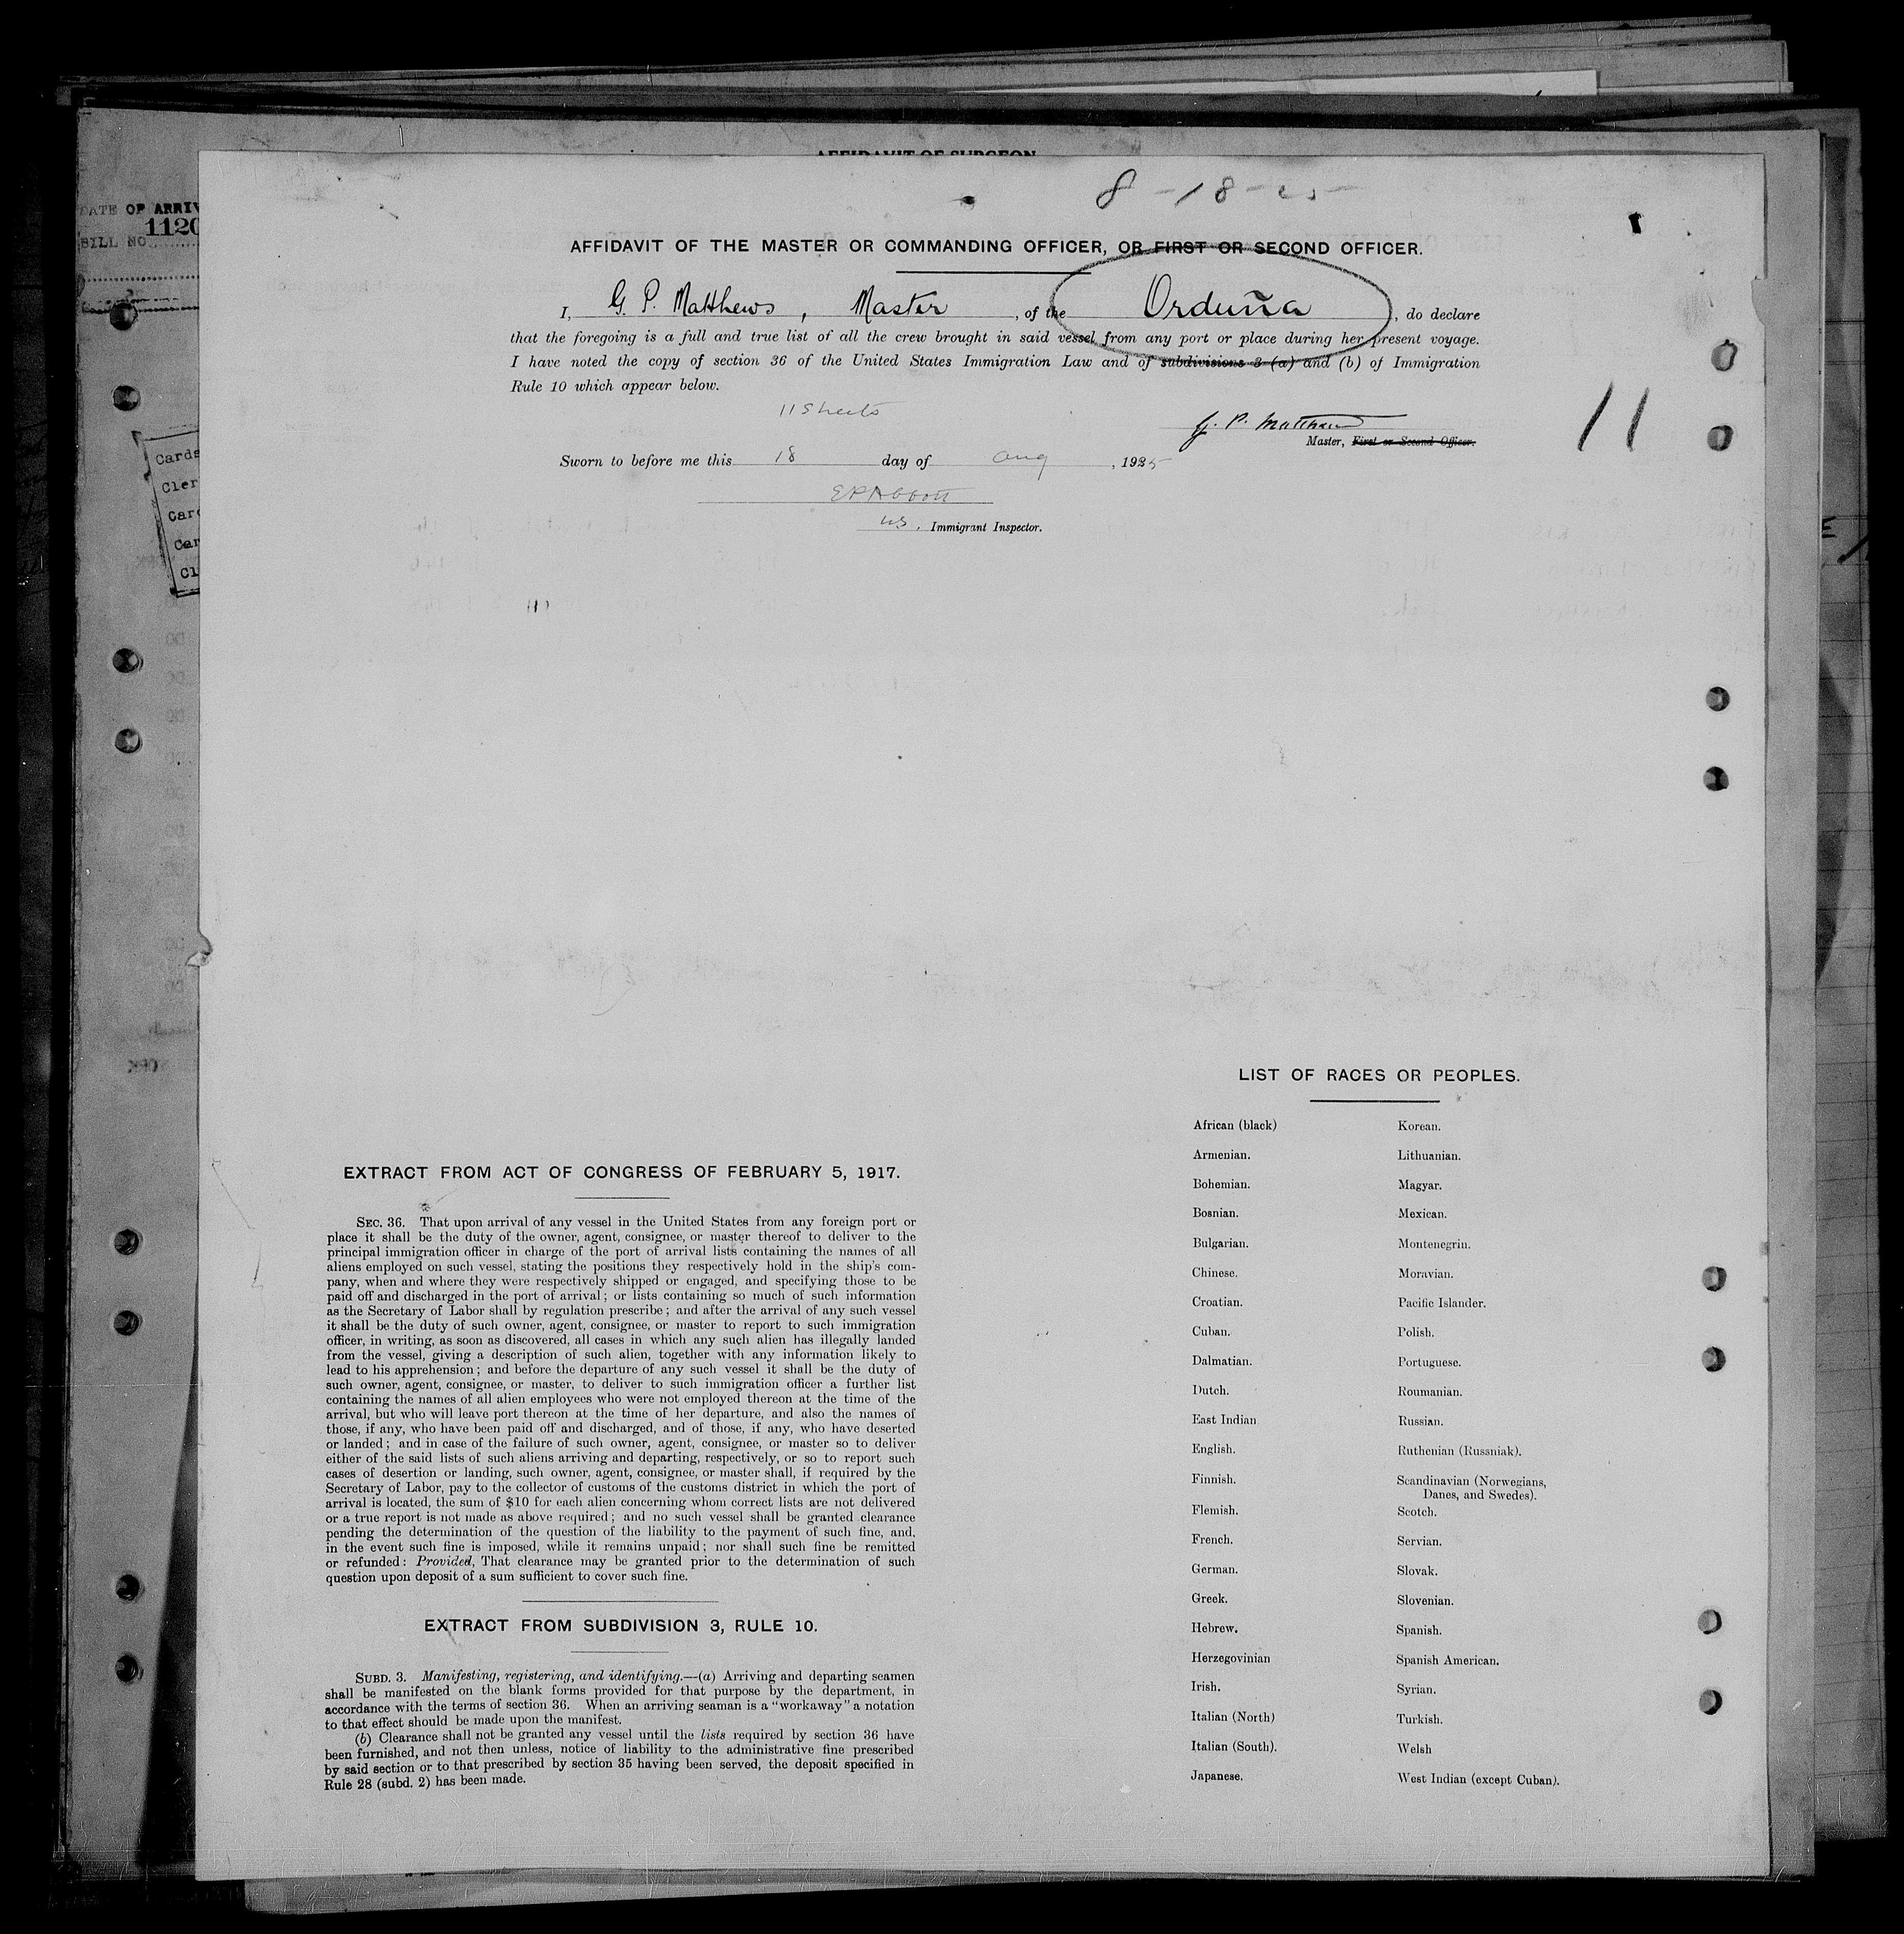 AFFIDAVIT OF SURGEON
8-18-25
DATE OF ARRIV
BILL NO. 1120
AFFIDAVIT OF THE MASTER OR COMMANDING OFFICER, OR FIRST OR SECOND OFFICER.
I, G. P. Matthews, Master, of the Orduña, do declare
that the foregoing is a full and true list of all the crew brought in said vessel from any port or place during her present voyage.
I have noted the copy of section 36 of the United States Immigration Law and of subdivisions 3 (a) and (b) of Immigration
Rule 10 which appear below.
11 Sheets
G. P. Matthews
Master, First or Second Officer.
11
Sworn to before me this 18 day of Aug, 1925
E P Abbott
US. Immigrant Inspector.
Cards
Cler
Car
Car
Cl
LIST OF RACES OR PEOPLES.
African (black)
Armenian.
Bohemian.
Bosnian.
Bulgarian.
Chinese.
Croatian.
Cuban.
Dalmatian.
Dutch.
East Indian
English.
Finnish.
Flemish.
French.
German.
Greek.
Hebrew.
Herzegovinian
Irish.
Italian (North)
Italian (South).
Japanese.
Korean.
Lithuanian.
Magyar.
Mexican.
Montenegrin.
Moravian.
Pacific Islander.
Polish.
Portuguese.
Roumanian.
Russian.
Ruthenian (Russniak).
Scandinavian (Norwegians,
Danes, and Swedes).
Scotch.
Servian.
Slovak.
Slovenian.
Spanish.
Spanish American.
Syrian.
Turkish.
Welsh
West Indian (except Cuban).
EXTRACT FROM ACT OF CONGRESS OF FEBRUARY 5, 1917.
SEC. 36. That upon arrival of any vessel in the United States from any foreign port or
place it shall be the duty of the owner, agent, consignee, or master thereof to deliver to the
principal immigration officer in charge of the port of arrival lists containing the names of all
aliens employed on such vessel, stating the positions they respectively hold in the ship's com-
pany, when and where they were respectively shipped or engaged, and specifying those to be
paid off and discharged in the port of arrival; or lists containing so much of such information
as the Secretary of Labor shall by regulation prescribe; and after the arrival of any such vessel
it shall be the duty of such owner, agent, consignee, or master to report to such immigration
officer, in writing, as soon as discovered, all cases in which any such alien has illegally landed
from the vessel, giving a description of such alien, together with any information likely to
lead to his apprehension; and before the departure of any such vessel it shall be the duty of
such owner, agent, consignee, or master, to deliver to such immigration officer a further list
containing the names of all alien employees who were not employed thereon at the time of the
arrival, but who will leave port thereon at the time of her departure, and also the names of
those, if any, who have been paid off and discharged, and of those, if any, who have deserted
or landed; and in case of the failure of such owner, agent, consignee, or master so to deliver
either of the said lists of such aliens arriving and departing, respectively, or so to report such
cases of desertion or landing, such owner, agent, consignee, or master shall, if required by the
Secretary of Labor, pay to the collector of customs of the customs district in which the port of
arrival is located, the sum of $10 for each alien concerning whom correct lists are not delivered
or a true report is not made as above required; and no such vessel shall be granted clearance
pending the determination of the question of the liability to the payment of such fine, and,
in the event such fine is imposed, while it remains unpaid; nor shall such fine be remitted
or refunded: Provided, That clearance may be granted prior to the determination of such
question upon deposit of a sum sufficient to cover such fine.
EXTRACT FROM SUBDIVISION 3, RULE 10.
SUBD. 3. Manifesting, registering, and identifying.—(a) Arriving and departing seamen
shall be manifested on the blank forms provided for that purpose by the department, in
accordance with the terms of section 36. When an arriving seaman is a "workaway" a notation
to that effect should be made upon the manifest.
(b) Clearance shall not be granted any vessel until the lists required by section 36 have
been furnished, and not then unless, notice of liability to the administrative fine prescribed
by said section or to that prescribed by section 35 having been served, the deposit specified in
Rule 28 (subd. 2) has been made.